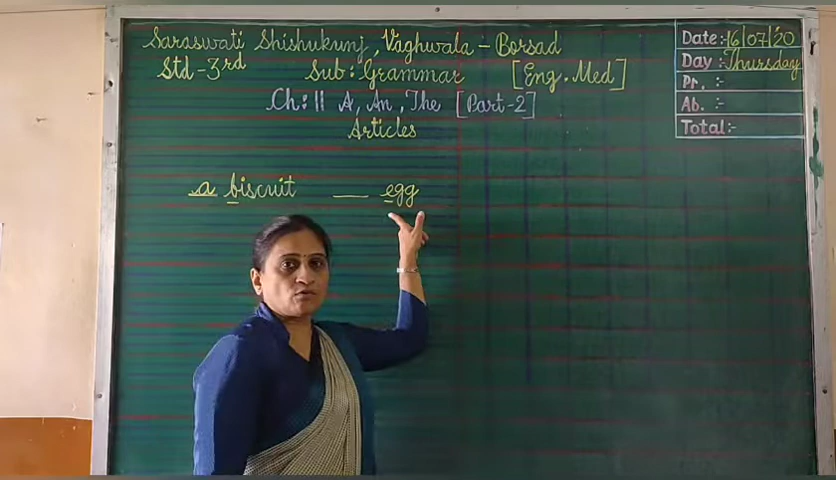 Saraswati Shishukunj, Vaghwala - Borsad
Std - 3rd Sub : Grammar [Eng. Med]
Ch : 11 A, An, The [Part-2]
Articles
Date :- 16/07/20
Day :- Thursday
Pr. :-
Ab. :-
Total:-
a biscuit ___ egg